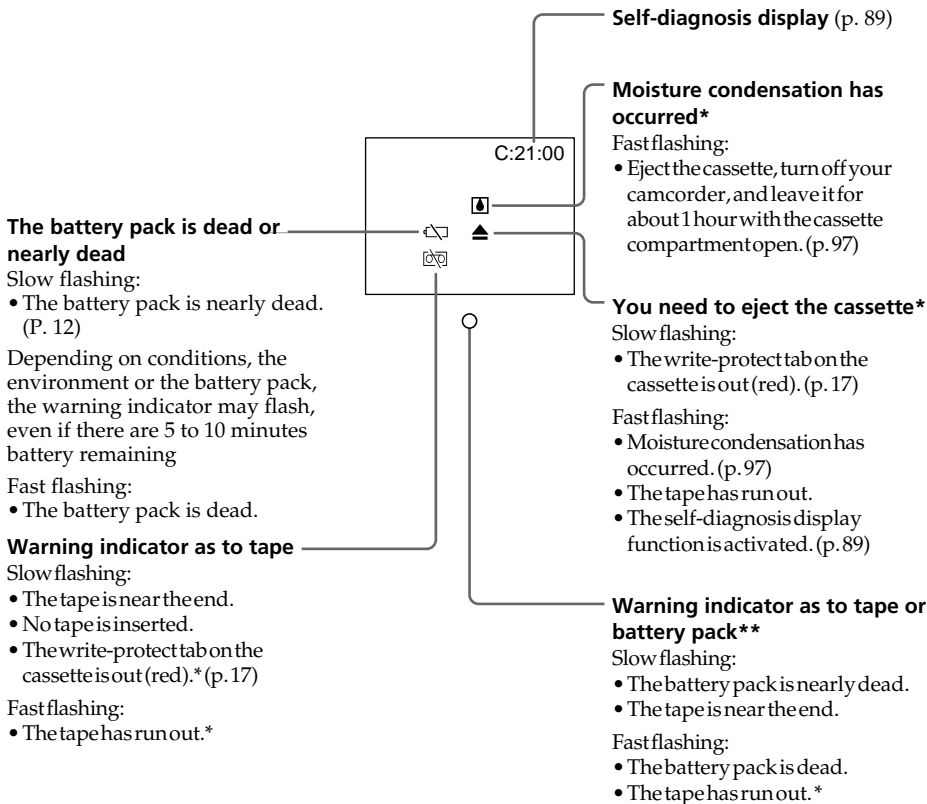 Self-diagnosis display (p. 89)
Moisture condensation has
occurred*
Fast flashing:
• Eject the cassette, turn off your
camcorder, and leave it for
about 1 hour with the cassette
compartment open. (p. 97)
C:21:00
The battery pack is dead or
nearly dead
Slow flashing:
• The battery pack is nearly dead.
(P. 12)
Depending on conditions, the
environment or the battery pack,
the warning indicator may flash,
even if there are 5 to 10 minutes
battery remaining
Fast flashing:
• The battery pack is dead.
Warning indicator as to tape
Slow flashing:
• The tape is near the end.
• No tape is inserted.
• The write-protect tab on the
cassette is out (red).* (p. 17)
Fast flashing:
• The tape has run out.*
You need to eject the cassette*
Slow flashing:
• The write-protect tab on the
cassette is out (red). (p. 17)
Fast flashing:
• Moisture condensation has
occurred. (p. 97)
• The tape has run out.
• The self-diagnosis display
function is activated. (p. 89)
Warning indicator as to tape or
battery pack**
Slow flashing:
• The battery pack is nearly dead.
• The tape is near the end.
Fast flashing:
• The battery pack is dead.
• The tape has run out.*